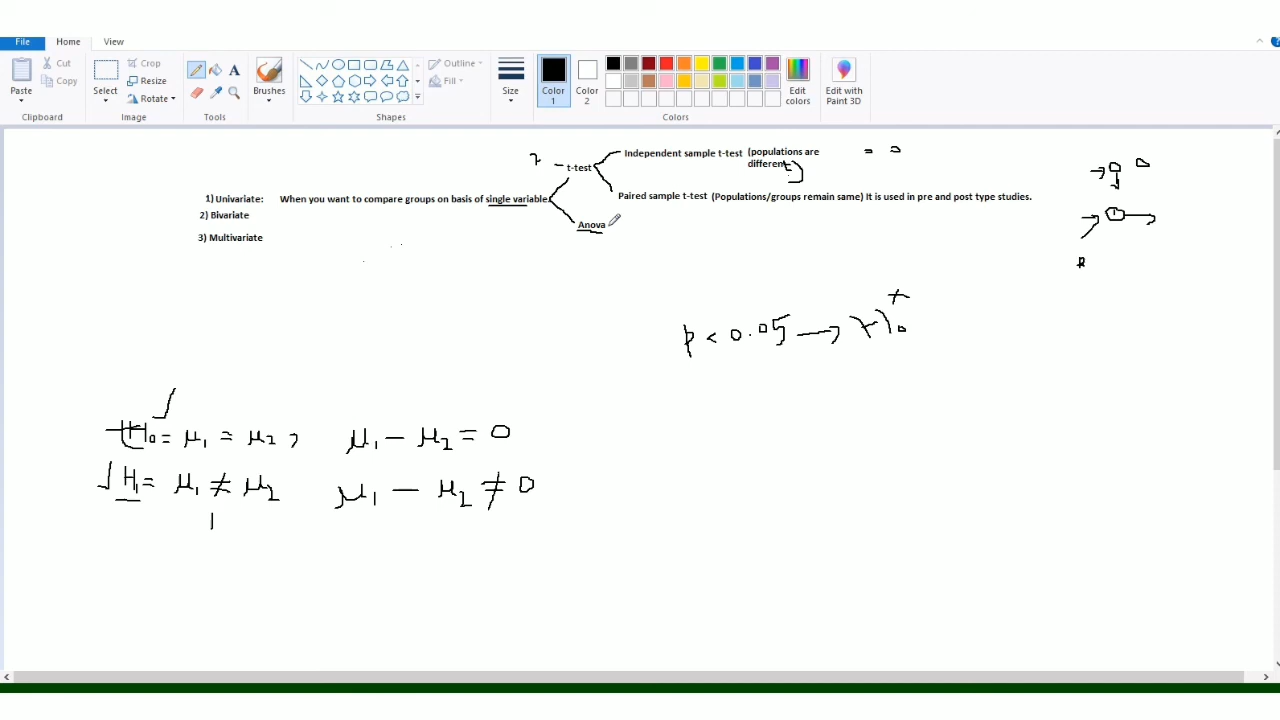 File Home View
Cut
Copy
Paste
Clipboard
Select
Crop
Resize
Rotate
Image
A
Tools
Brushes
Shapes
Outline
Fill
Size
Color 1
Color 2
Colors
Edit colors
Edit with Paint 3D
t-test
Independent sample t-test (populations are
different)
Paired sample t-test (Populations/groups remain same) It is used in pre and post type studies.
1) Univariate: When you want to compare groups on basis of single variable.
Anova
2) Bivariate
3) Multivariate
p < 0.05 →
H₀ = μ₁ = μ₂, μ₁ − μ₂ = 0
H₁ = μ₁ ≠ μ₂ μ₁ − μ₂ ≠ 0